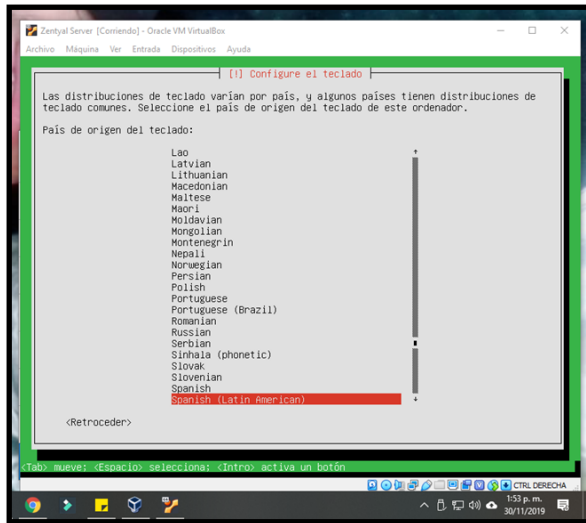 Zentyal Server [Corriendo] - Oracle VM VirtualBox
Archivo Máquina Ver Entrada Dispositivos Ayuda
[!] Configure el teclado
Las distribuciones de teclado varían por país, y algunos países tienen distribuciones de
teclado comunes. Seleccione el país de origen del teclado de este ordenador.
País de origen del teclado:
Lao
Latvian
Lithuanian
Macedonian
Maltese
Maori
Moldavian
Mongolian
Montenegrin
Nepali
Norwegian
Persian
Polish
Portuguese
Portuguese (Brazil)
Romanian
Russian
Serbian
Sinhala (phonetic)
Slovak
Slovenian
Spanish
Spanish (Latin American)
<Retroceder>
<Tab> mueve; <Espacio> selecciona; <Intro> activa un botón
CTRL DERECHA
1:53 p. m.
30/11/2019